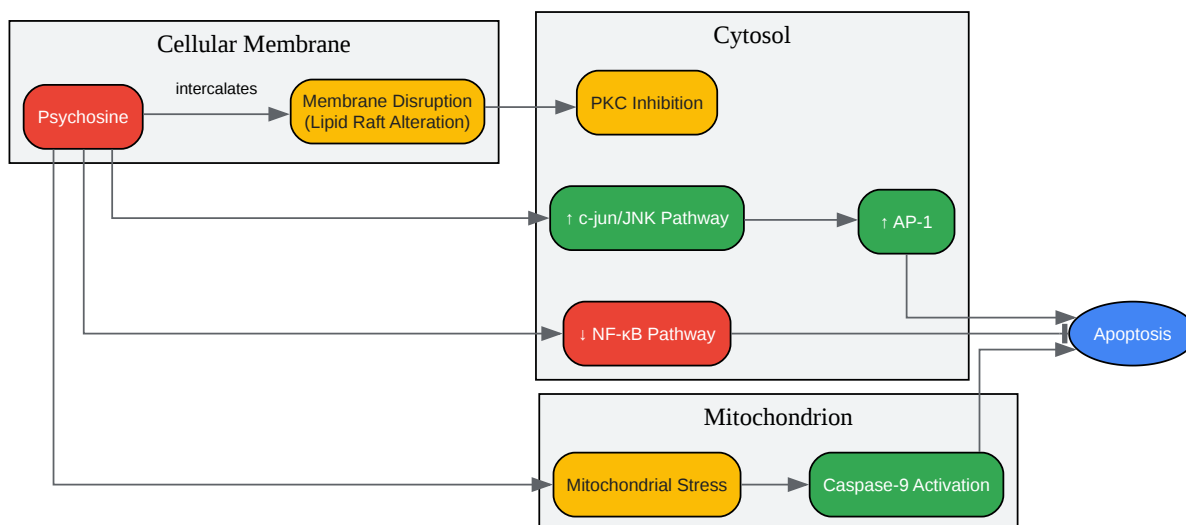 Cellular Membrane
Psychosine
intercalates
Membrane Disruption
(Lipid Raft Alteration)
Cytosol
PKC Inhibition
↑ c-jun/JNK Pathway
↑ AP-1
↓ NF-κB Pathway
Apoptosis
Mitochondrion
Mitochondrial Stress
Caspase-9 Activation